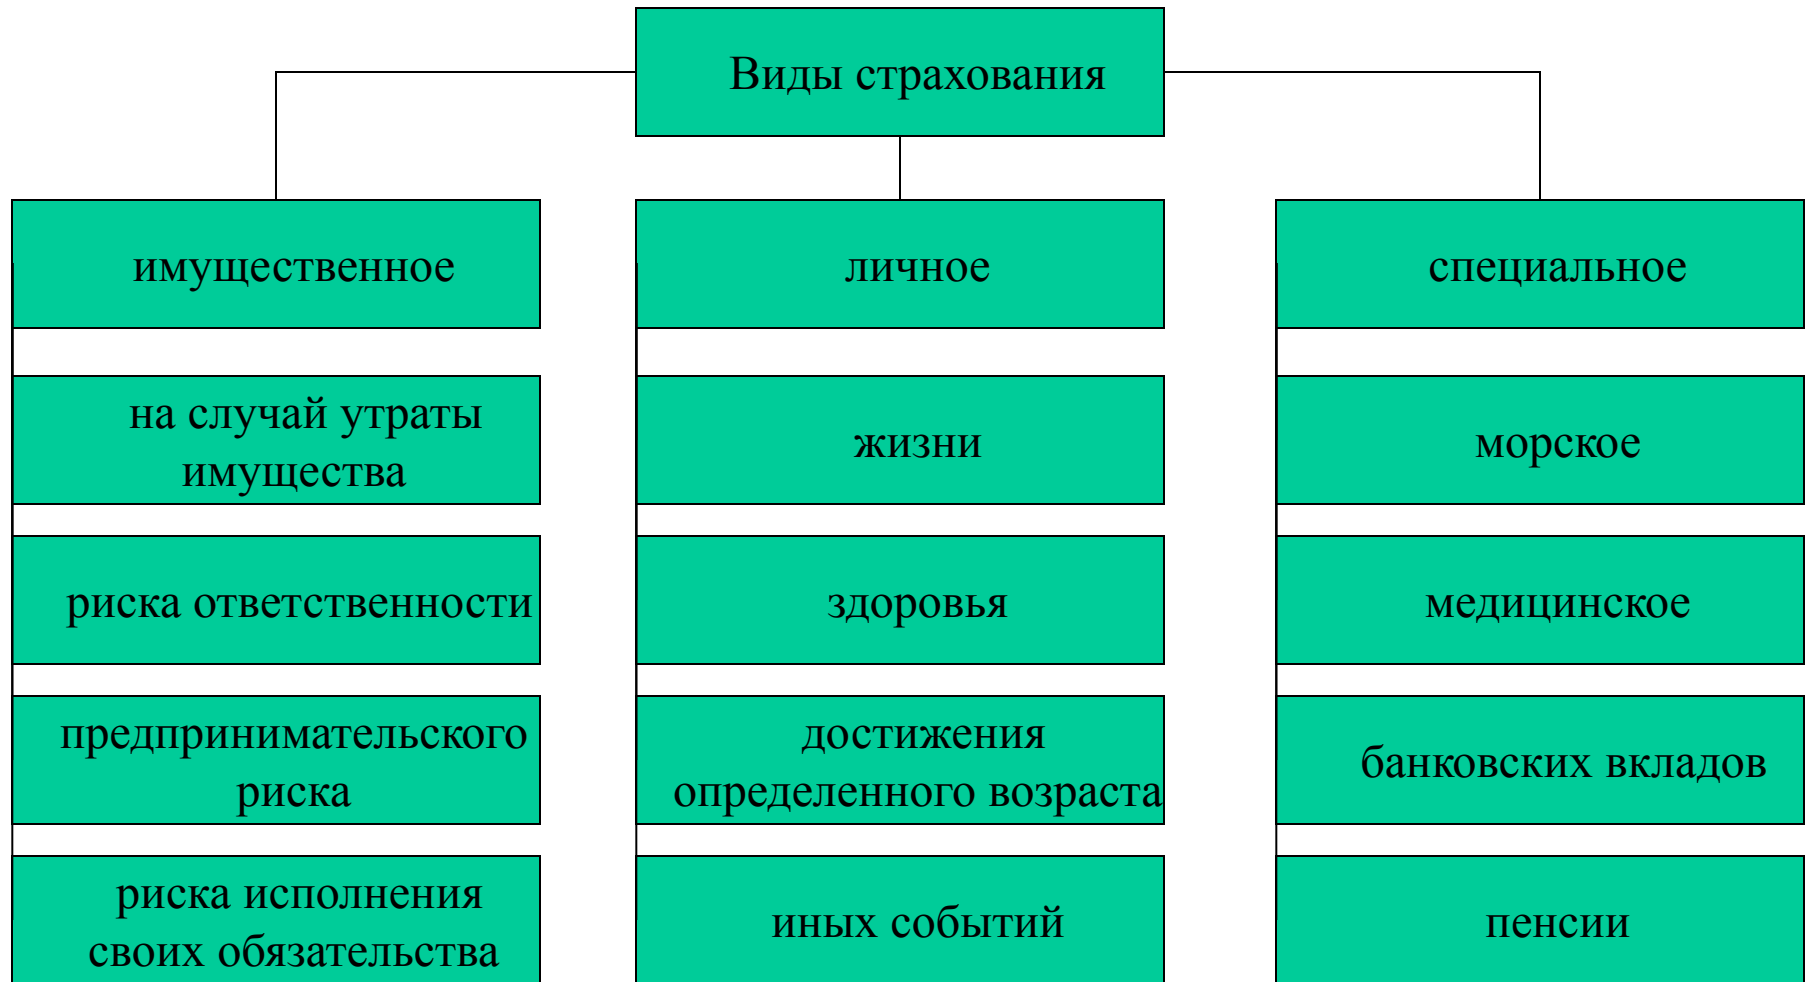 Виды страхования
имущественное
личное
специальное
на случай утраты
имущества
жизни
морское
риска ответственности
здоровья
медицинское
предпринимательского
риска
достижения
определенного возраста
банковских вкладов
риска исполнения
своих обязательства
иных событий
пенсии